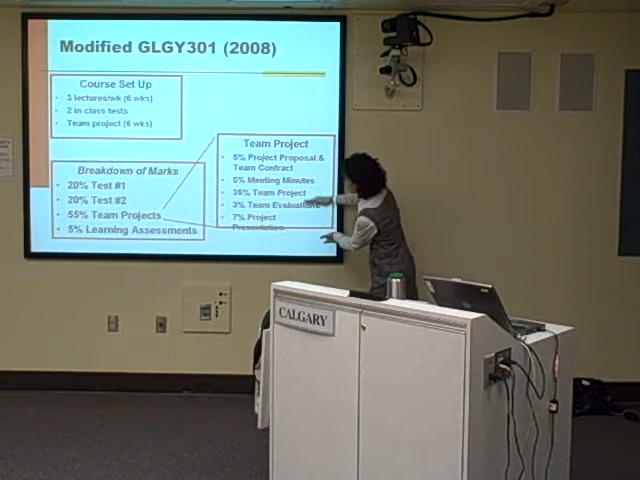 Modified GLGY301 (2008)
Course Set Up
• 3 lectures/wk (6 wks)
• 2 in class tests
• Team project (6 wks)
Breakdown of Marks
• 20% Test #1
• 20% Test #2
• 55% Team Projects
• 5% Learning Assessments
Team Project
• 5% Project Proposal &
Team Contract
• 5% Meeting Minutes
• 35% Team Project
• 3% Team Evaluations
• 7% Project
Presentation
CALGARY